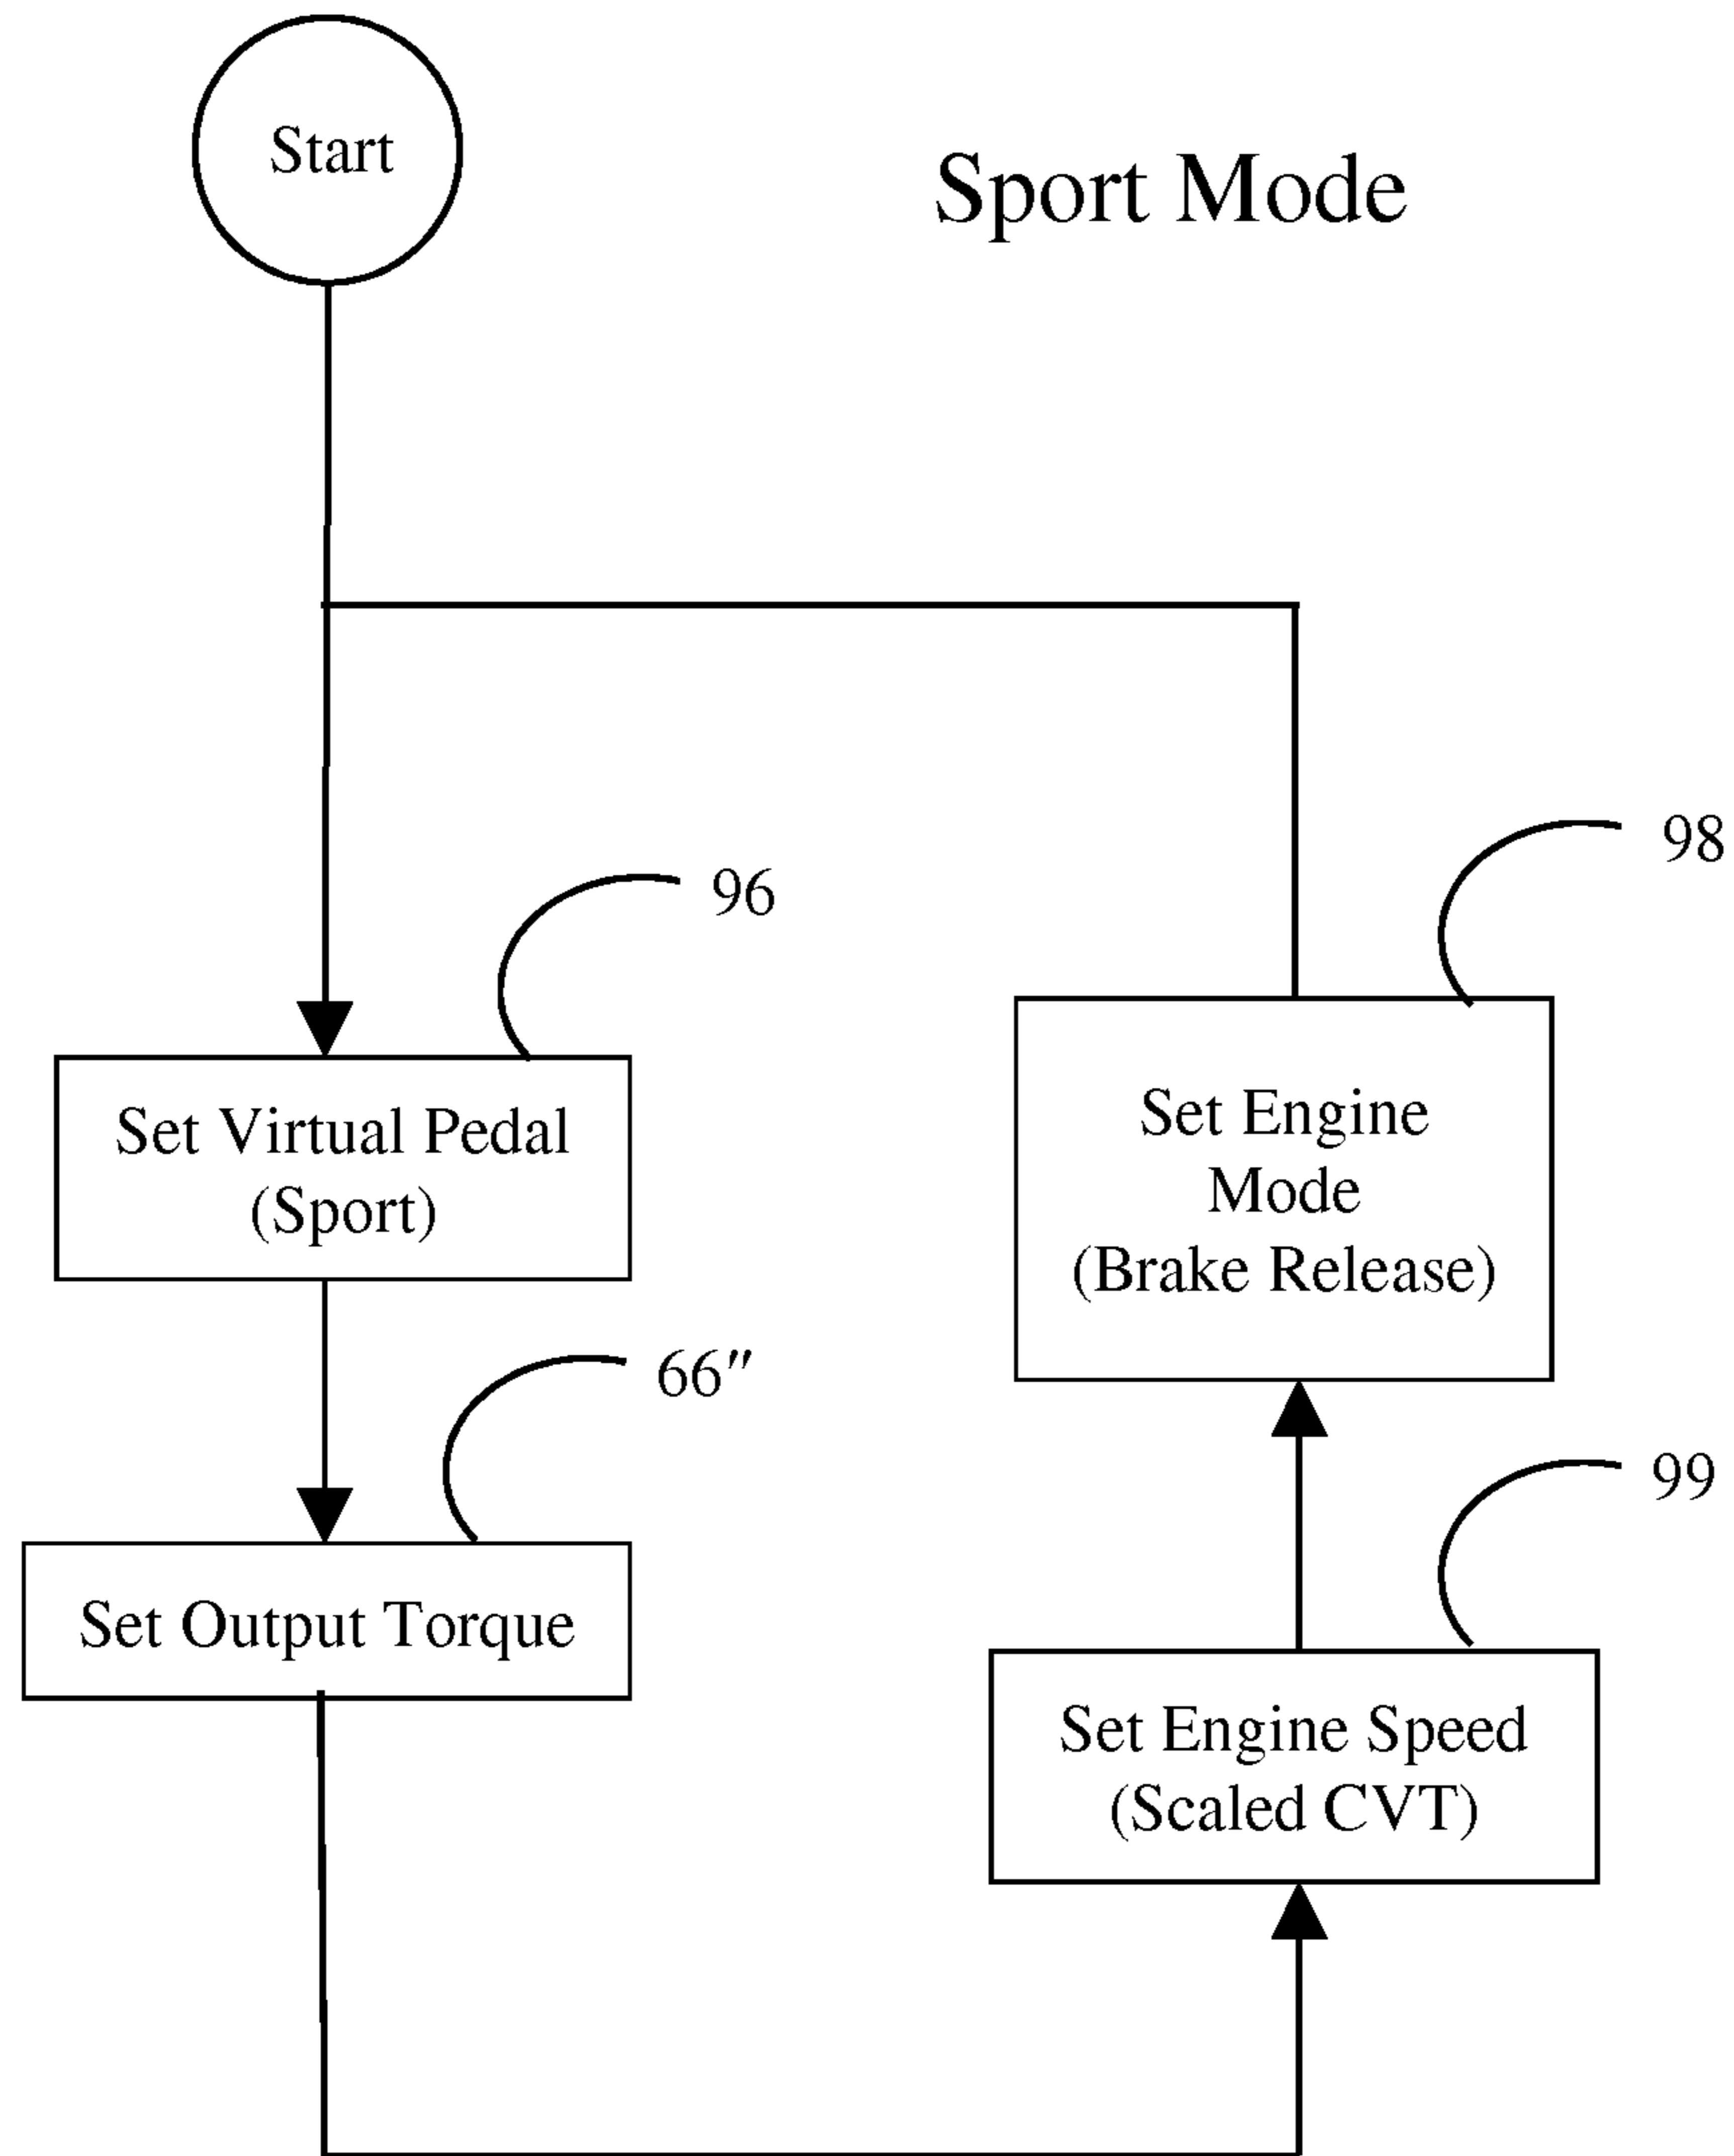 Start
Sport Mode
98
96
Set Virtual Pedal
(Sport)
Set Engine
Mode
(Brake Release)
66″
99
Set Output Torque
Set Engine Speed
(Scaled CVT)